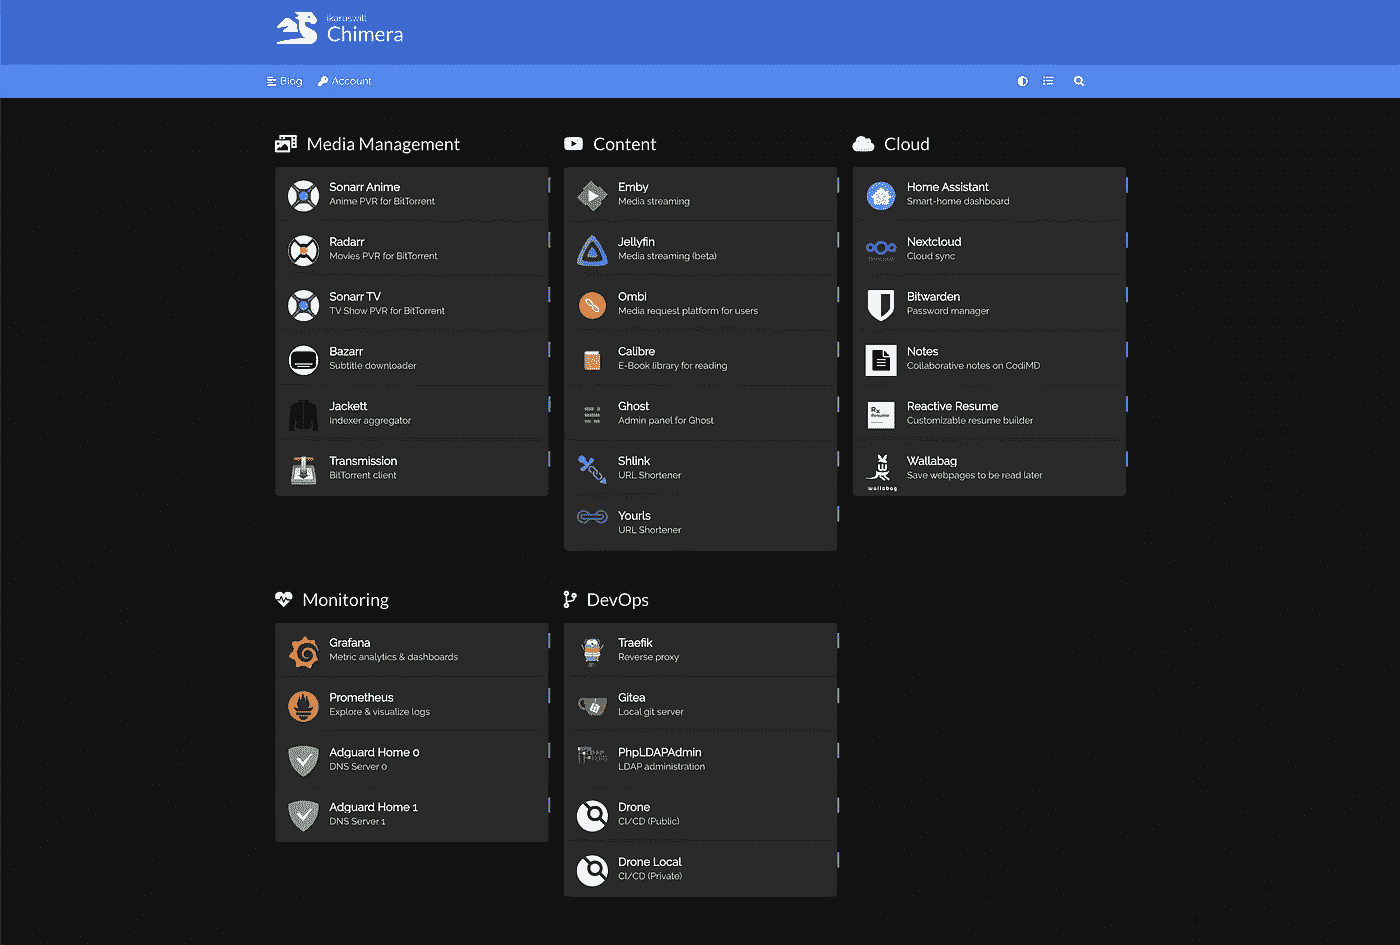 ikaruswill
Chimera
Blog
Account
Media Management
Sonarr Anime
Anime PVR for BitTorrent
Radarr
Movies PVR for BitTorrent
Sonarr TV
TV Show PVR for BitTorrent
Bazarr
Subtitle downloader
Jackett
Indexer aggregator
Transmission
BitTorrent client
Content
Emby
Media streaming
Jellyfin
Media streaming (beta)
Ombi
Media request platform for users
Calibre
E-Book library for reading
Ghost
Admin panel for Ghost
Shlink
URL Shortener
Yourls
URL Shortener
Cloud
Home Assistant
Smart-home dashboard
Nextcloud
Cloud sync
Bitwarden
Password manager
Notes
Collaborative notes on CodiMD
Rx
Resume
Reactive Resume
Customizable resume builder
wallabag
Wallabag
Save webpages to be read later
Monitoring
Grafana
Metric analytics & dashboards
Prometheus
Explore & visualize logs
Adguard Home 0
DNS Server 0
Adguard Home 1
DNS Server 1
DevOps
Traefik
Reverse proxy
Gitea
Local git server
PhpLDAPAdmin
LDAP administration
Drone
CI/CD (Public)
Drone Local
CI/CD (Private)